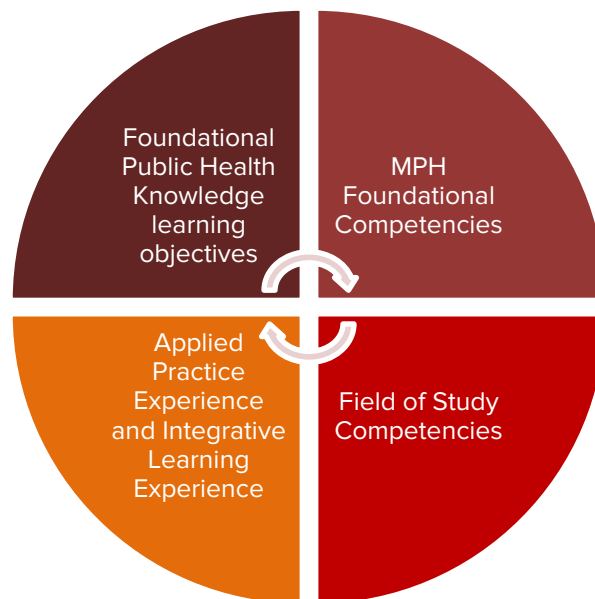 Foundational
Public Health
Knowledge
learning
objectives
MPH
Foundational
Competencies
Applied
Practice
Experience
and Integrative
Learning
Experience
Field of Study
Competencies